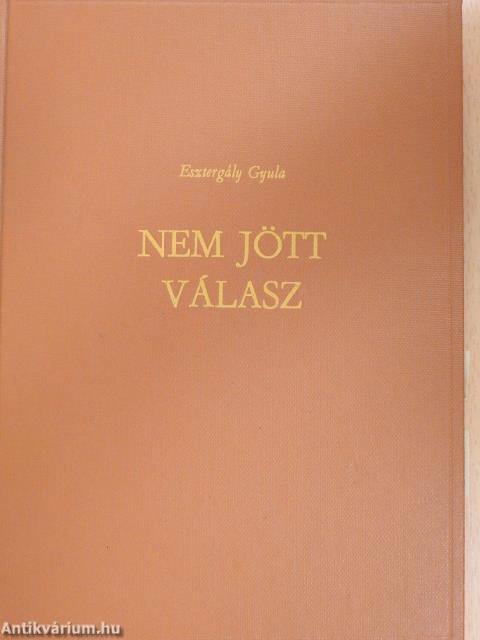 Esztergály Gyula
NEM JÖTT
VÁLASZ
Antikvárium.hu